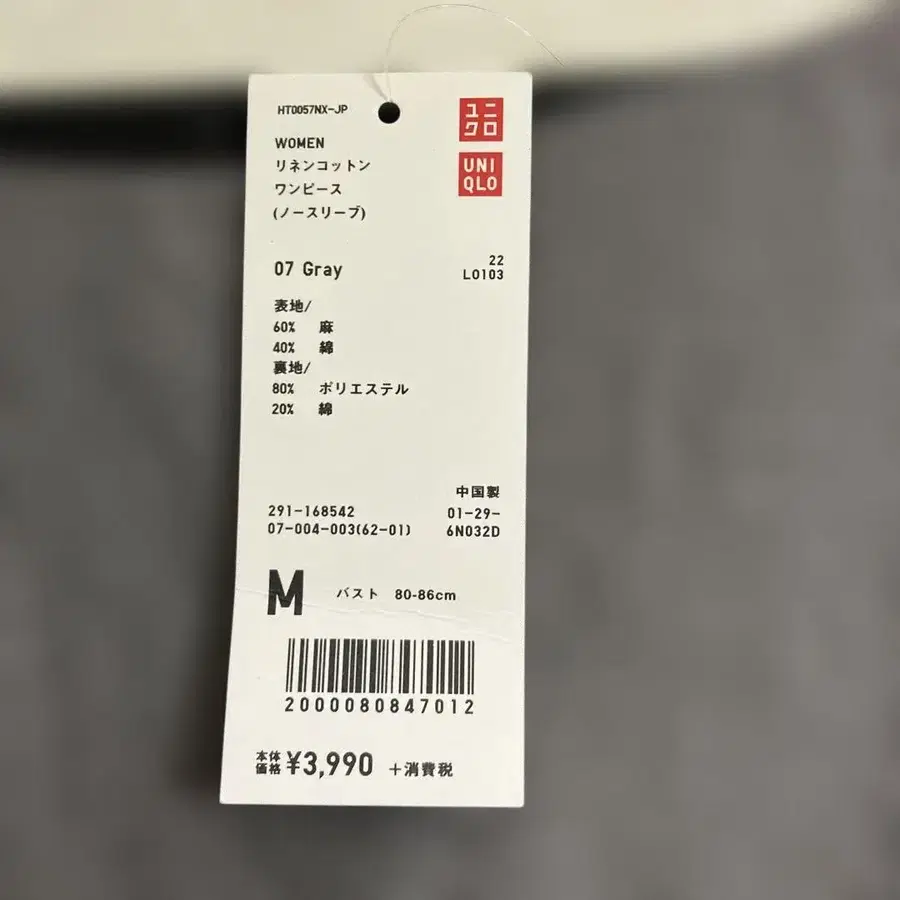 HT0057NX-JP
ユニ
クロ
WOMEN
リネンコットン
ワンピース
(ノースリーブ)
UNI
QLO
07 Gray
22
L0103
表地/
60% 麻
40% 綿
裏地/
80% ポリエステル
20% 綿
中国製
291-168542 01-29-
07-004-003(62-01) 6N032D
M バスト 80-86cm
2000080847012
本体
価格 ¥3,990 +消費税